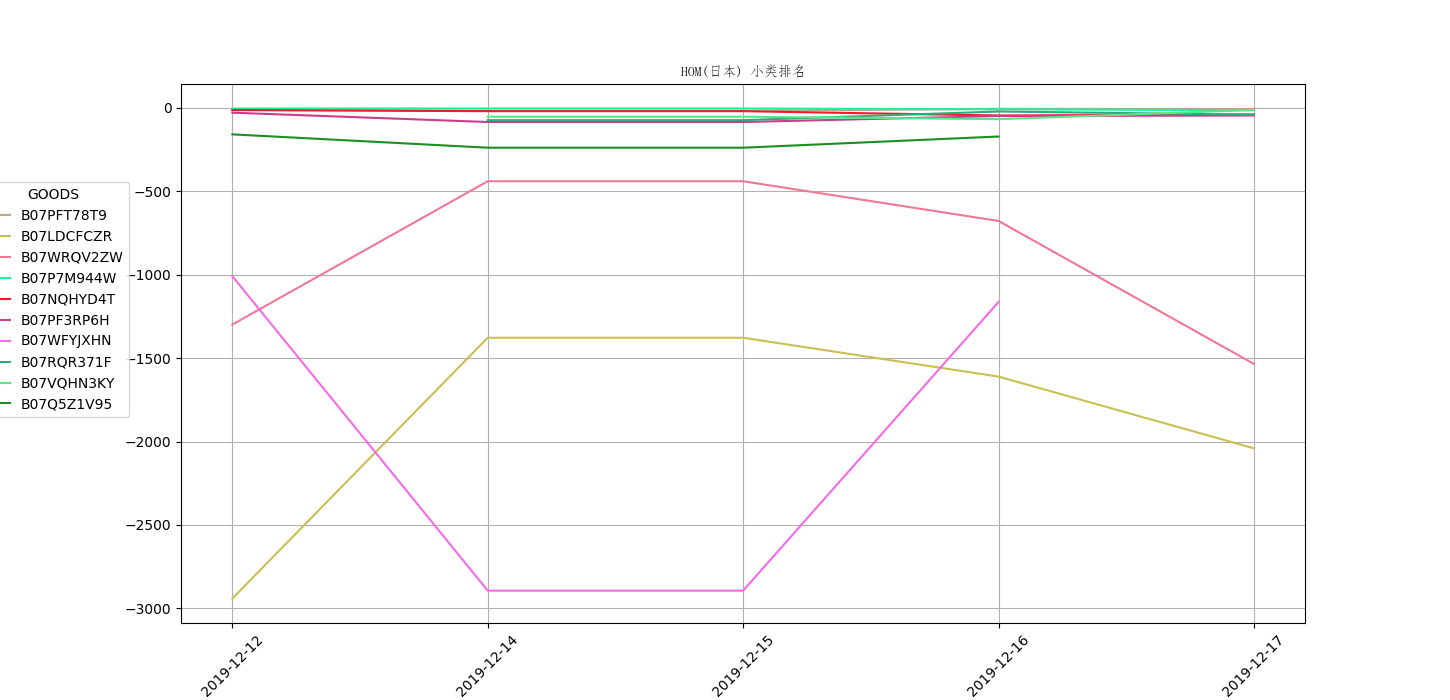 HOM(日本) 小类排名
0
−500
−1000
−1500
−2000
−2500
−3000
GOODS
B07PFT78T9
B07LDCFCZR
B07WRQV2ZW
B07P7M944W
B07NQHYD4T
B07PF3RP6H
B07WFYJXHN
B07RQR371F
B07VQHN3KY
B07Q5Z1V95
2019-12-12
2019-12-14
2019-12-15
2019-12-16
2019-12-17